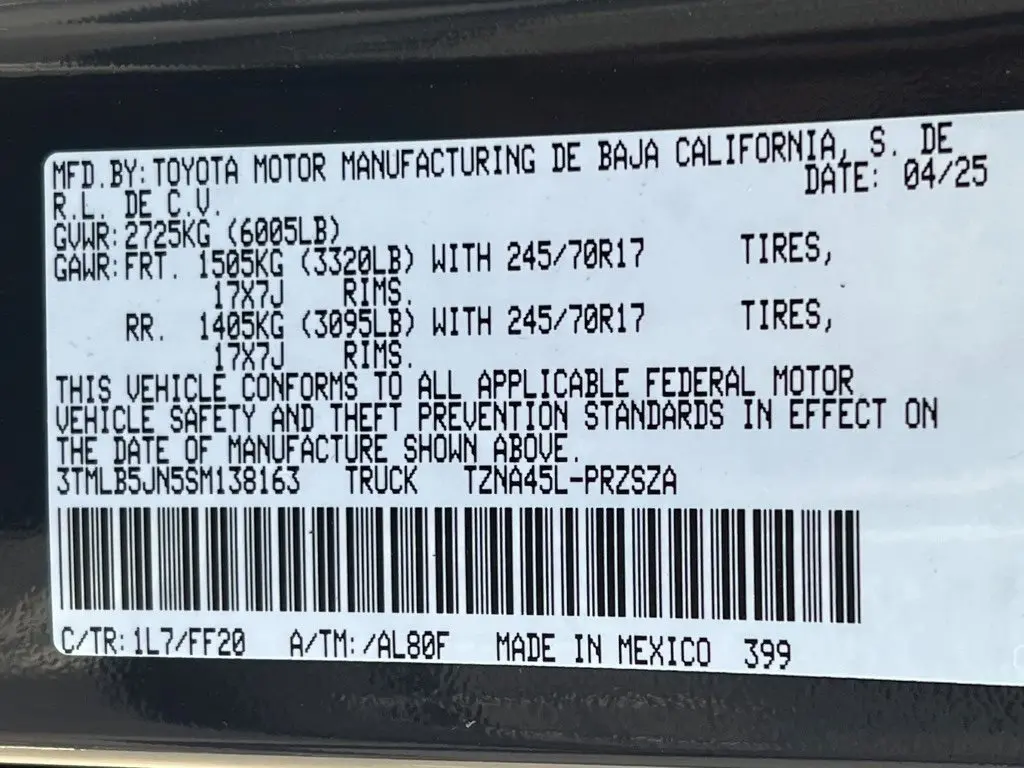 MFD.BY: TOYOTA MOTOR MANUFACTURING DE BAJA CALIFORNIA, S. DE
R.L. DE C.V. DATE: 04/25
GVWR: 2725KG (6005LB)
GAWR: FRT. 1505KG (3320LB) WITH 245/70R17 TIRES,
17X7J RIMS.
RR. 1405KG (3095LB) WITH 245/70R17 TIRES,
17X7J RIMS.
THIS VEHICLE CONFORMS TO ALL APPLICABLE FEDERAL MOTOR
VEHICLE SAFETY AND THEFT PREVENTION STANDARDS IN EFFECT ON
THE DATE OF MANUFACTURE SHOWN ABOVE.
3TMLB5JN5SM138163 TRUCK TZNA45L-PRZSZA
C/TR: 1L7/FF20 A/TM: /AL80F MADE IN MEXICO 399